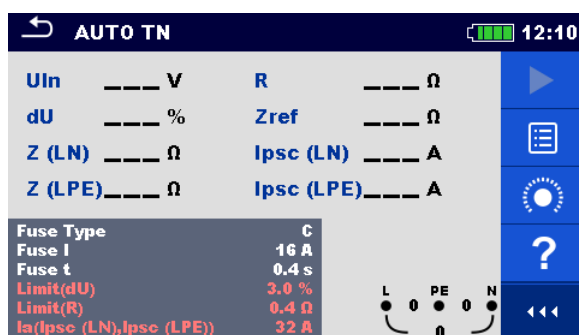 AUTO TN 12:10
Uln ___ V R ___ Ω
dU ___ % Zref ___ Ω
Z (LN) ___ Ω Ipsc (LN) ___ A
Z (LPE)___ Ω Ipsc (LPE)___ A
Fuse Type C
Fuse I 16 A
Fuse t 0.4 s
Limit(dU) 3.0 %
Limit(R) 0.4 Ω
Ia(Ipsc (LN),Ipsc (LPE)) 32 A
L PE N
0 0
0
?